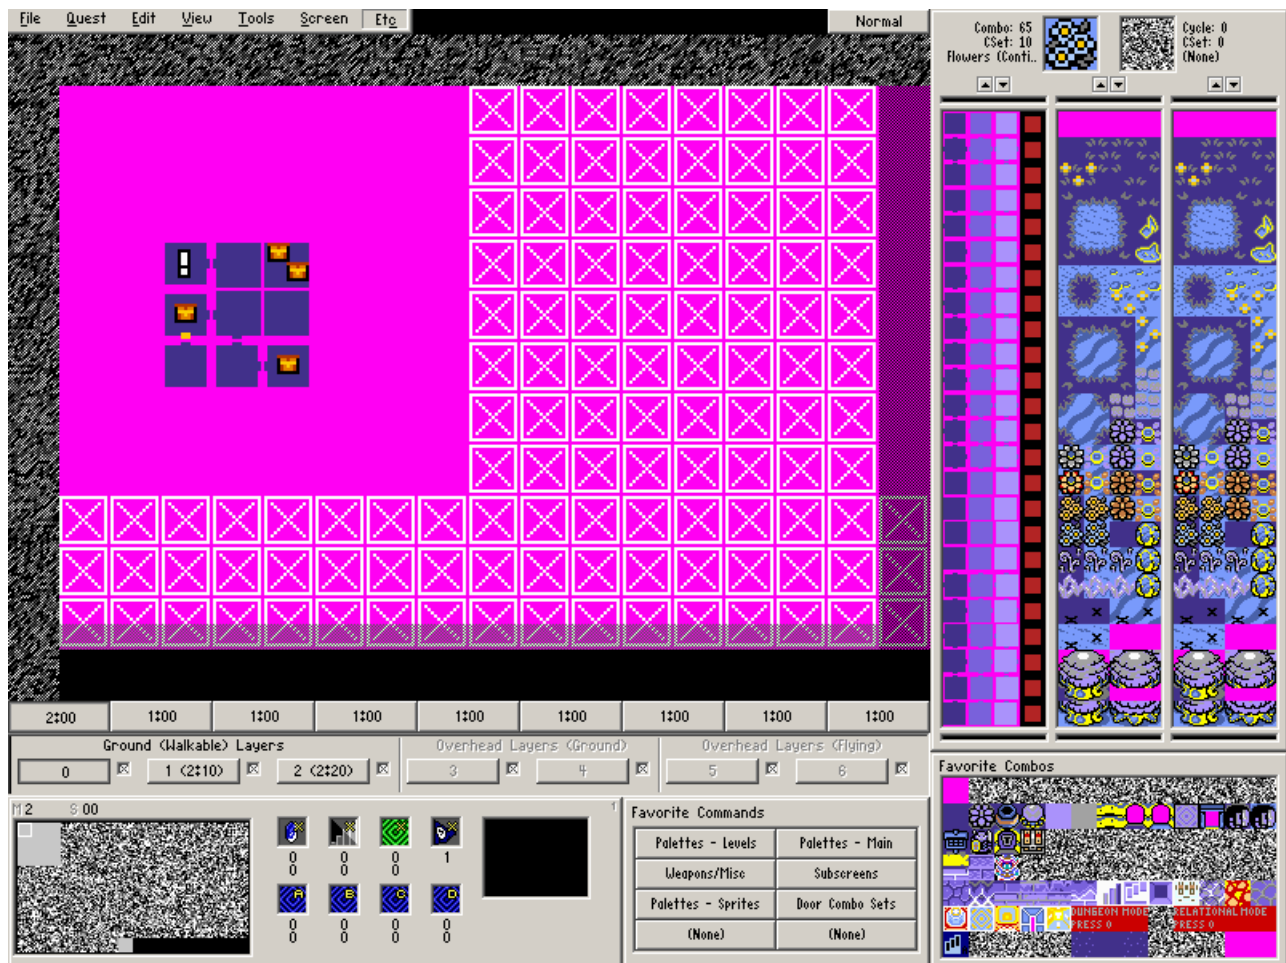 File Quest Edit View Tools Screen Etc
Normal
Combo: 65
CSet: 10
Flowers (Conti..
Cycle: 0
CSet: 0
(None)
!
2:00 1:00 1:00 1:00 1:00 1:00 1:00 1:00 1:00
Ground (Walkable) Layers
Overhead Layers (Ground)
Overhead Layers (Flying)
0 1 (2:10) 2 (2:20) 3 4 5 6
M 2 S 00
1
0 0 0 1
0 0 0
A B C D
0 0 0 0
0 0 0 0
Favorite Commands
Palettes - Levels Palettes - Main
Weapons/Misc Subscreens
Palettes - Sprites Door Combo Sets
(None) (None)
Favorite Combos
DUNGEON MODE
PRESS 0
RELATIONAL MODE
PRESS 0